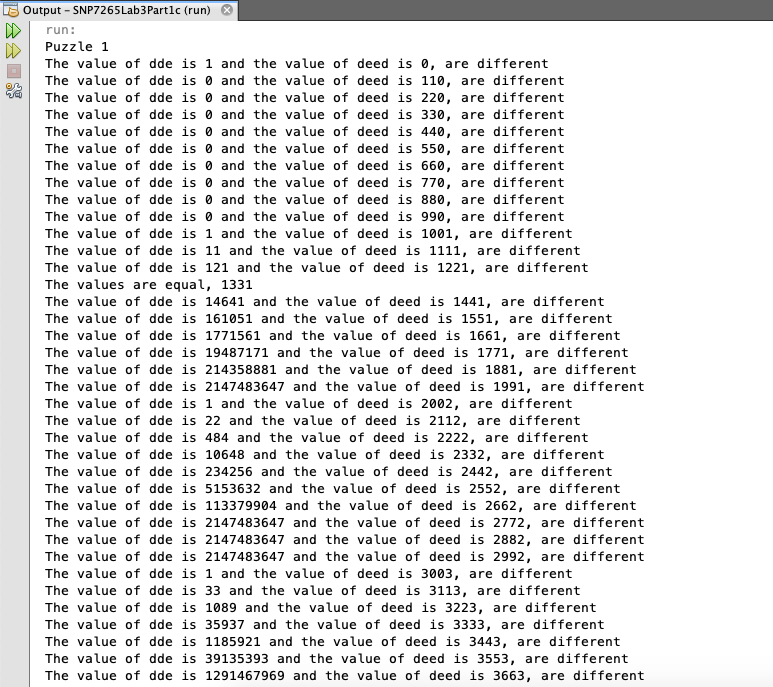 Output – SNP7265Lab3Part1c (run)
run:
Puzzle 1
The value of dde is 1 and the value of deed is 0, are different
The value of dde is 0 and the value of deed is 110, are different
The value of dde is 0 and the value of deed is 220, are different
The value of dde is 0 and the value of deed is 330, are different
The value of dde is 0 and the value of deed is 440, are different
The value of dde is 0 and the value of deed is 550, are different
The value of dde is 0 and the value of deed is 660, are different
The value of dde is 0 and the value of deed is 770, are different
The value of dde is 0 and the value of deed is 880, are different
The value of dde is 0 and the value of deed is 990, are different
The value of dde is 1 and the value of deed is 1001, are different
The value of dde is 11 and the value of deed is 1111, are different
The value of dde is 121 and the value of deed is 1221, are different
The values are equal, 1331
The value of dde is 14641 and the value of deed is 1441, are different
The value of dde is 161051 and the value of deed is 1551, are different
The value of dde is 1771561 and the value of deed is 1661, are different
The value of dde is 19487171 and the value of deed is 1771, are different
The value of dde is 214358881 and the value of deed is 1881, are different
The value of dde is 2147483647 and the value of deed is 1991, are different
The value of dde is 1 and the value of deed is 2002, are different
The value of dde is 22 and the value of deed is 2112, are different
The value of dde is 484 and the value of deed is 2222, are different
The value of dde is 10648 and the value of deed is 2332, are different
The value of dde is 234256 and the value of deed is 2442, are different
The value of dde is 5153632 and the value of deed is 2552, are different
The value of dde is 113379904 and the value of deed is 2662, are different
The value of dde is 2147483647 and the value of deed is 2772, are different
The value of dde is 2147483647 and the value of deed is 2882, are different
The value of dde is 2147483647 and the value of deed is 2992, are different
The value of dde is 1 and the value of deed is 3003, are different
The value of dde is 33 and the value of deed is 3113, are different
The value of dde is 1089 and the value of deed is 3223, are different
The value of dde is 35937 and the value of deed is 3333, are different
The value of dde is 1185921 and the value of deed is 3443, are different
The value of dde is 39135393 and the value of deed is 3553, are different
The value of dde is 1291467969 and the value of deed is 3663, are different